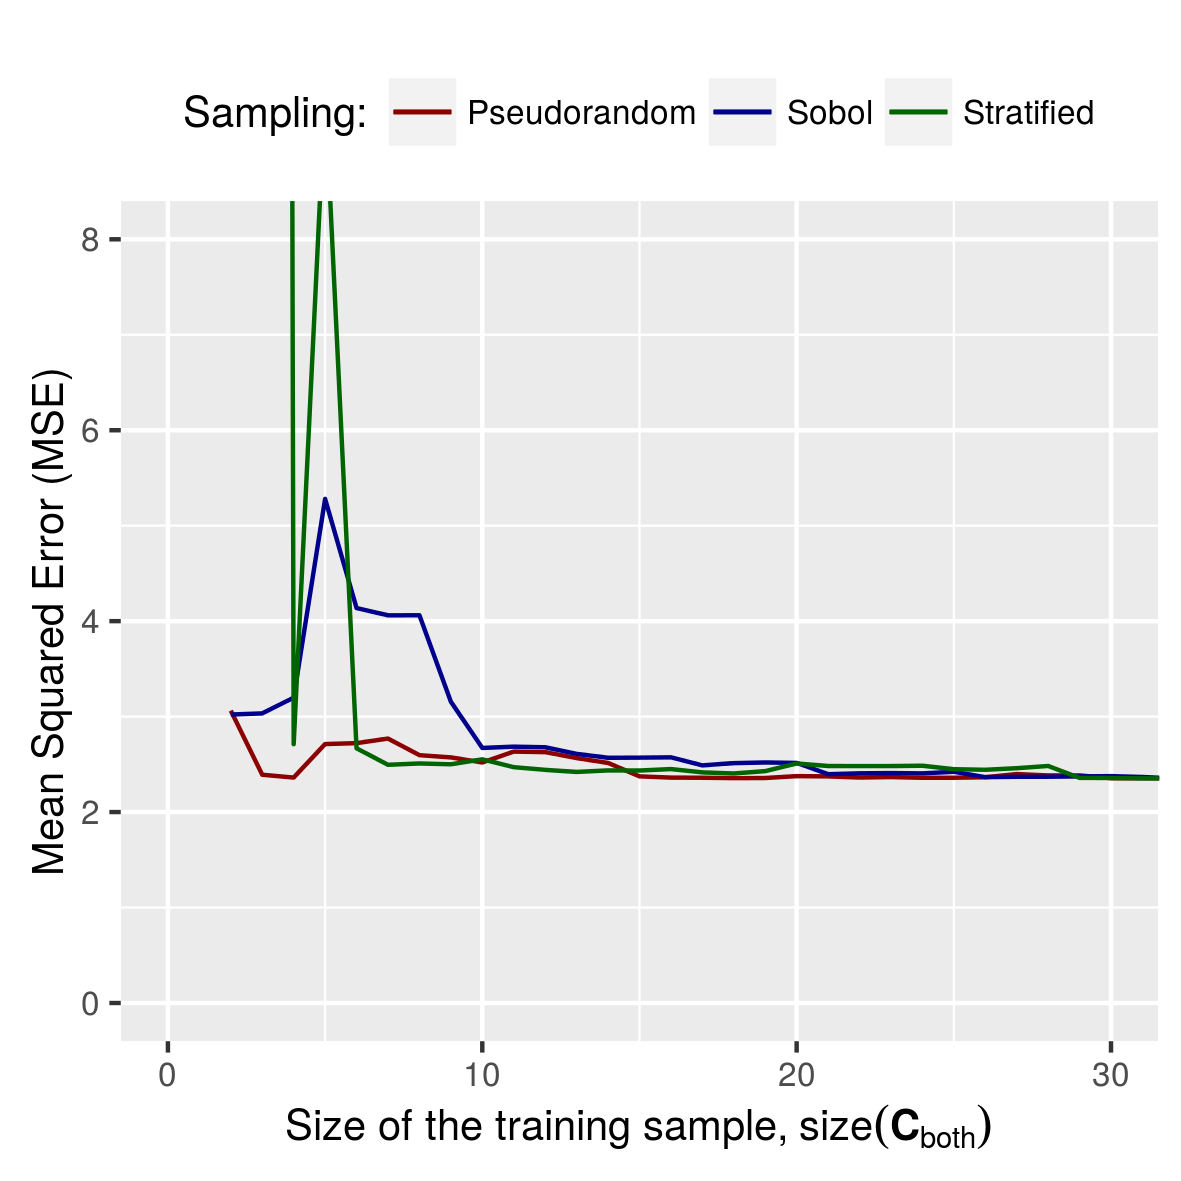 Sampling: Pseudorandom Sobol Stratified
8
6
4
2
0
Mean Squared Error (MSE)
0 10 20 30
Size of the training sample, size(C_both)